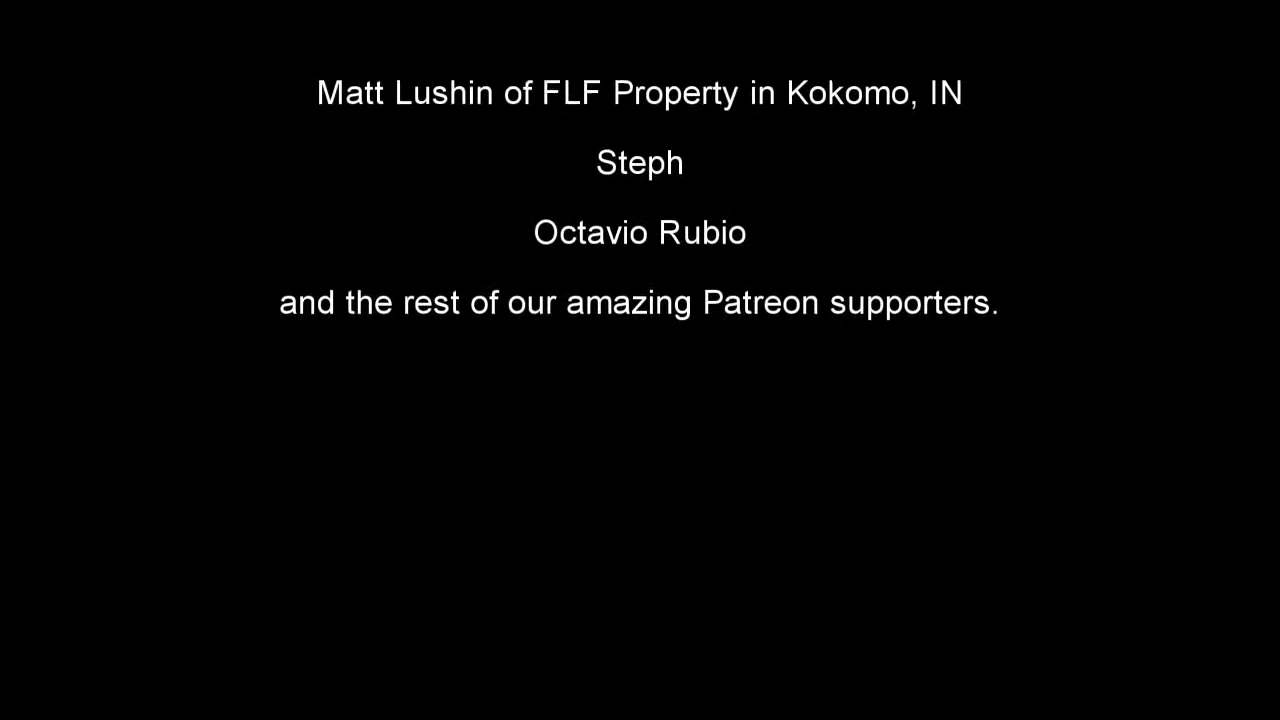 Matt Lushin of FLF Property in Kokomo, IN
Steph
Octavio Rubio
and the rest of our amazing Patreon supporters.